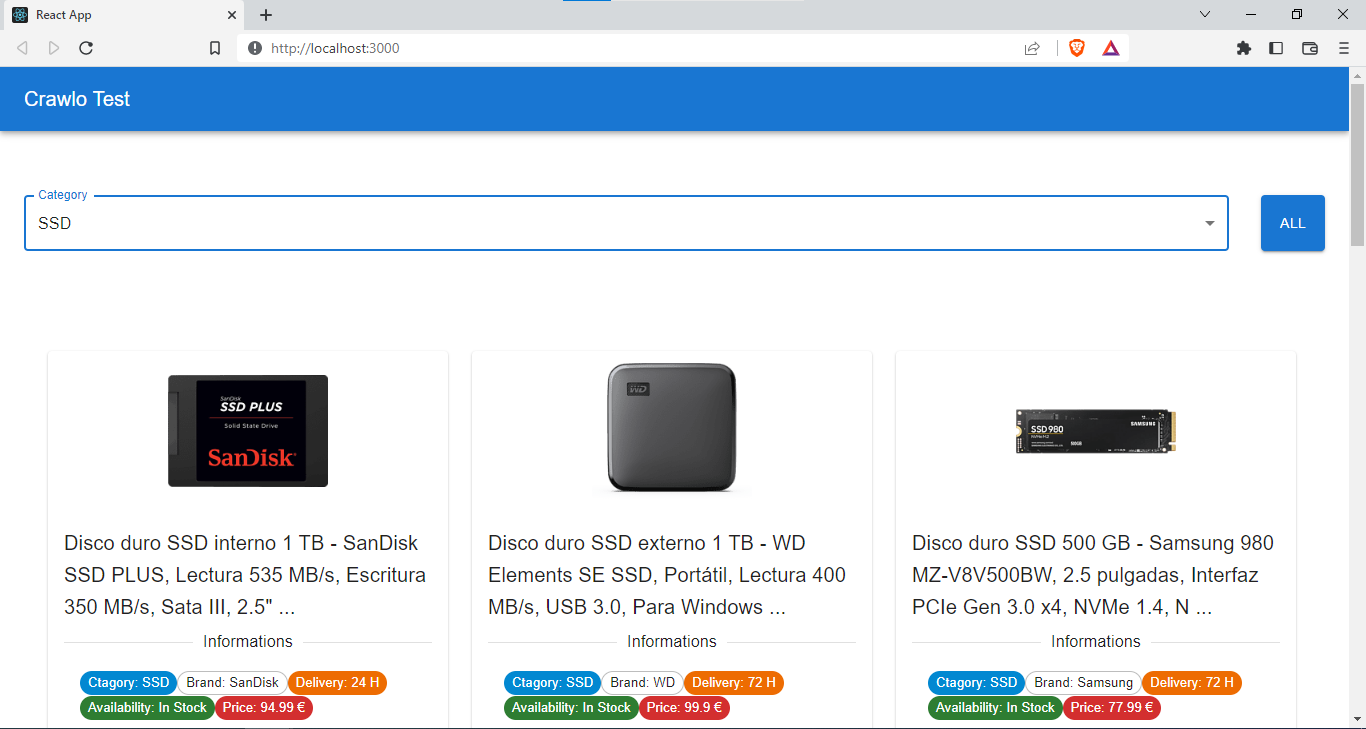 React App
http://localhost:3000
Crawlo Test
Category
SSD
ALL
SanDisk
SSD PLUS
Solid State Drive
SanDisk
WD
SSD 980
NVMe M.2
SAMSUNG
500GB
Disco duro SSD interno 1 TB - SanDisk
SSD PLUS, Lectura 535 MB/s, Escritura
350 MB/s, Sata III, 2.5" ...
Informations
Ctagory: SSD
Brand: SanDisk
Delivery: 24 H
Availability: In Stock
Price: 94.99 €
Disco duro SSD externo 1 TB - WD
Elements SE SSD, Portátil, Lectura 400
MB/s, USB 3.0, Para Windows ...
Informations
Ctagory: SSD
Brand: WD
Delivery: 72 H
Availability: In Stock
Price: 99.9 €
Disco duro SSD 500 GB - Samsung 980
MZ-V8V500BW, 2.5 pulgadas, Interfaz
PCIe Gen 3.0 x4, NVMe 1.4, N ...
Informations
Ctagory: SSD
Brand: Samsung
Delivery: 72 H
Availability: In Stock
Price: 77.99 €